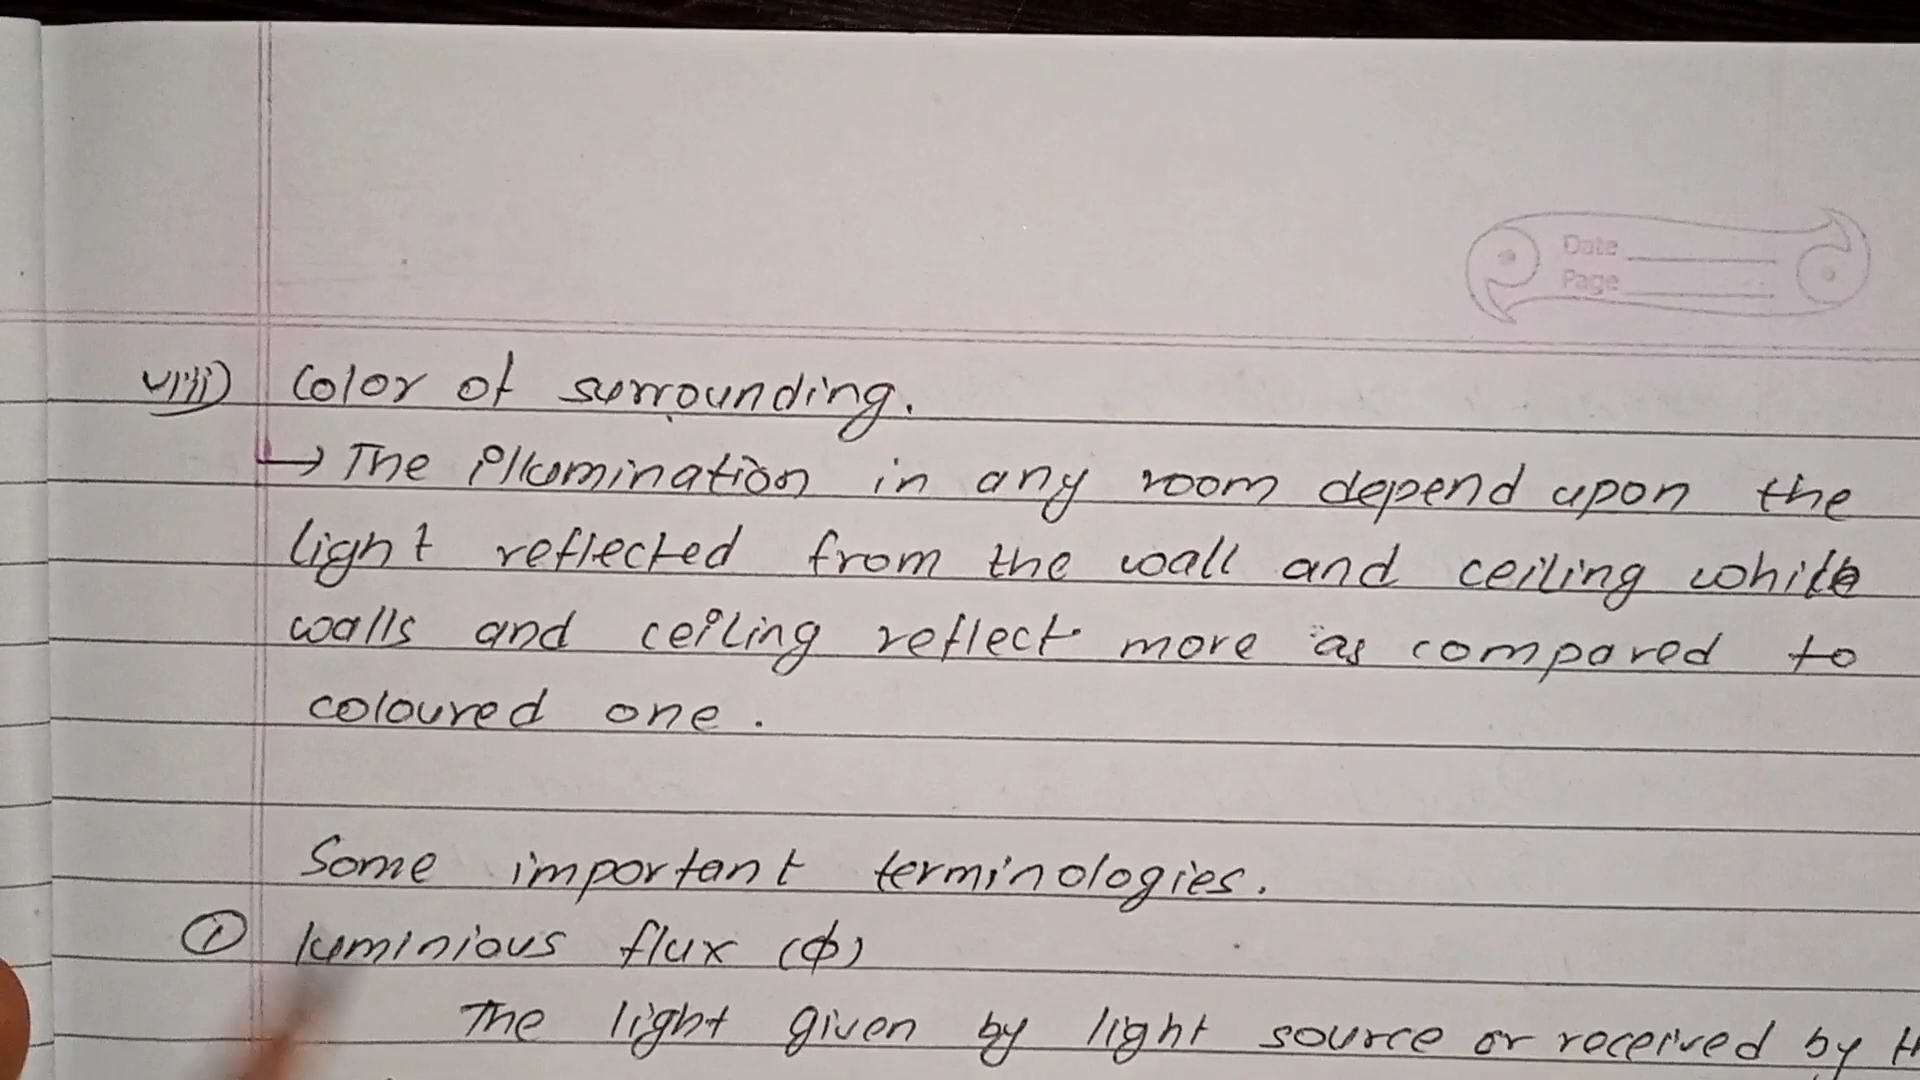 Date
Page
viii) Color of surrounding.
→ The illumination in any room depend upon the
light reflected from the wall and ceiling white
walls and ceiling reflect more as compared to
coloured one.
Some important terminologies.
① luminious flux (ϕ)
The light given by light source or received by